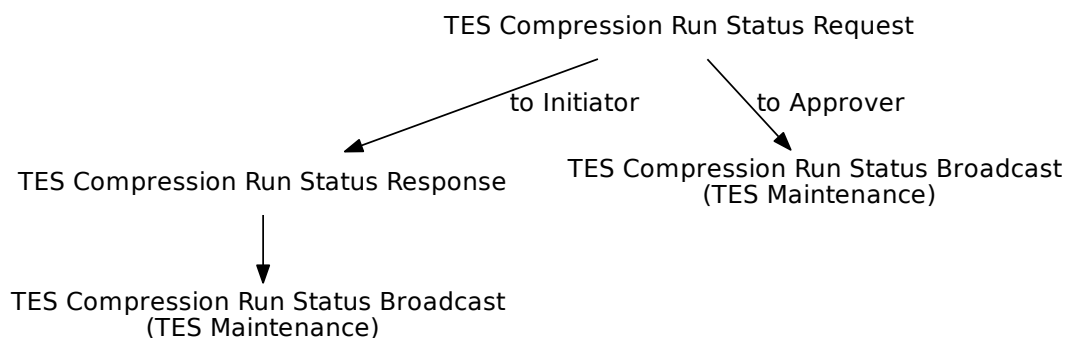 TES Compression Run Status Request
to Initiator
to Approver
TES Compression Run Status Response
TES Compression Run Status Broadcast
(TES Maintenance)
TES Compression Run Status Broadcast
(TES Maintenance)